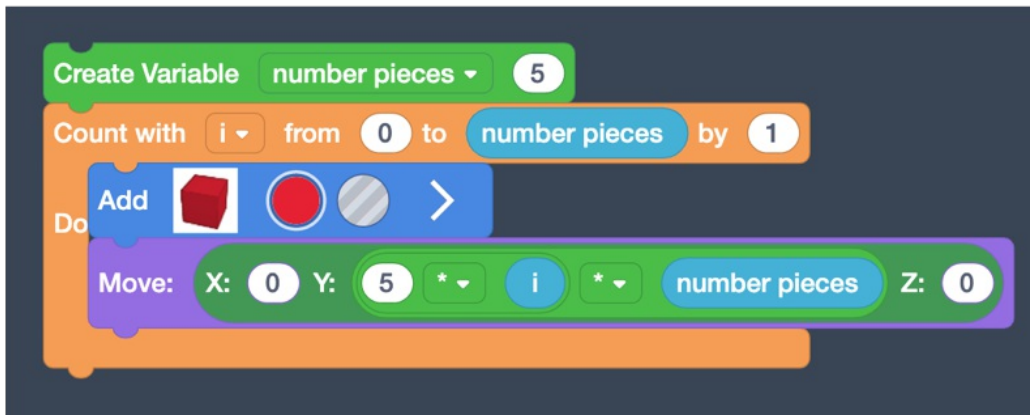 Create Variable number pieces 5
Count with i from 0 to number pieces by 1
Add
Do
Move: X: 0 Y: 5 * i * number pieces Z: 0